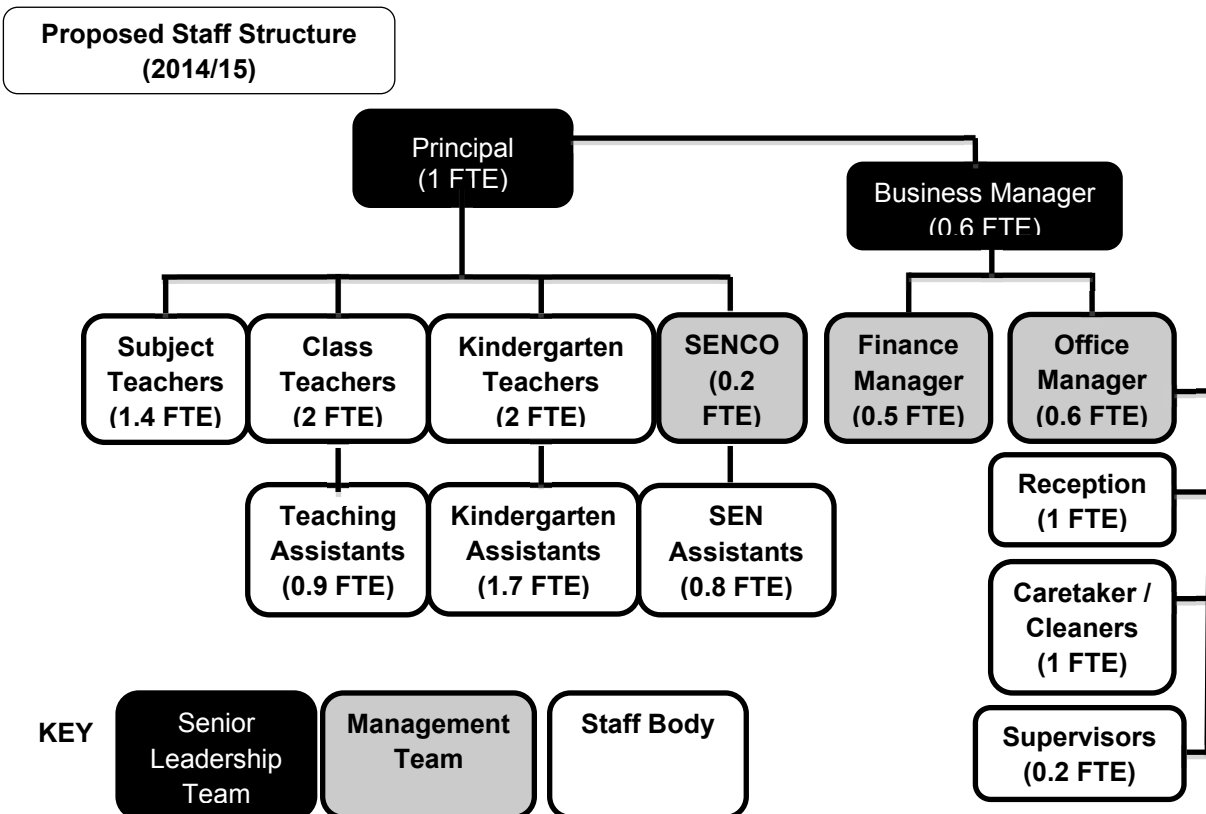 Proposed Staff Structure
(2014/15)
Principal
(1 FTE)
Business Manager
(0.6 FTE)
Subject
Teachers
(1.4 FTE)
Class
Teachers
(2 FTE)
Kindergarten
Teachers
(2 FTE)
SENCO
(0.2
FTE)
Finance
Manager
(0.5 FTE)
Office
Manager
(0.6 FTE)
Teaching
Assistants
(0.9 FTE)
Kindergarten
Assistants
(1.7 FTE)
SEN
Assistants
(0.8 FTE)
Reception
(1 FTE)
Caretaker /
Cleaners
(1 FTE)
Supervisors
(0.2 FTE)
KEY
Senior
Leadership
Team
Management
Team
Staff Body